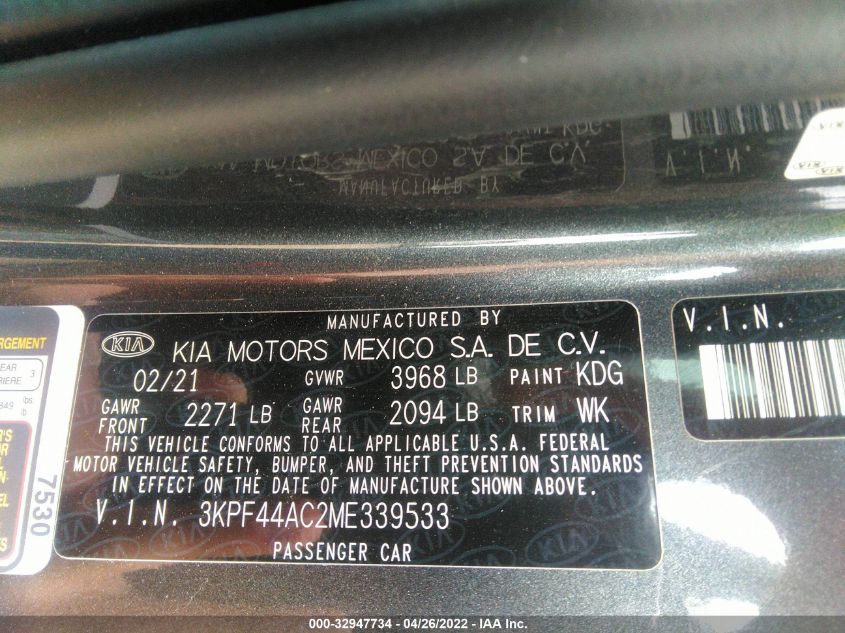 MANUFACTURED BY
KIA MOTORS MEXICO S.A. DE C.V.
KIA
02/21 GVWR 3968 LB PAINT KDG
GAWR FRONT 2271 LB GAWR REAR 2094 LB TRIM WK
THIS VEHICLE CONFORMS TO ALL APPLICABLE U.S.A. FEDERAL
MOTOR VEHICLE SAFETY, BUMPER, AND THEFT PREVENTION STANDARDS
IN EFFECT ON THE DATE OF MANUFACTURE SHOWN ABOVE.
V.I.N. 3KPF44AC2ME339533
PASSENGER CAR
V.I.N.
7530
000-32947734 - 04/26/2022 - IAA Inc.